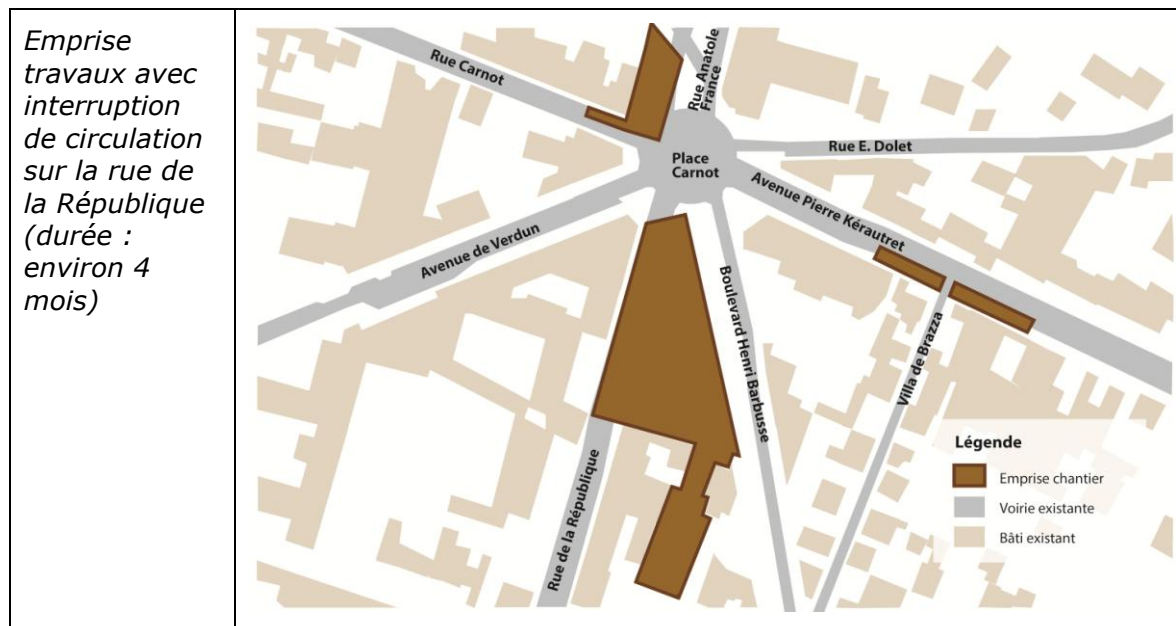 Emprise
travaux avec
interruption
de circulation
sur la rue de
la République
(durée :
environ 4
mois)
Rue Carnot
Rue Anatole
France
Place
Carnot
Rue E. Dolet
Avenue Pierre Kérautret
Avenue de Verdun
Boulevard Henri Barbusse
Villa de Brazza
Rue de la République
Légende
Emprise chantier
Voirie existante
Bâti existant